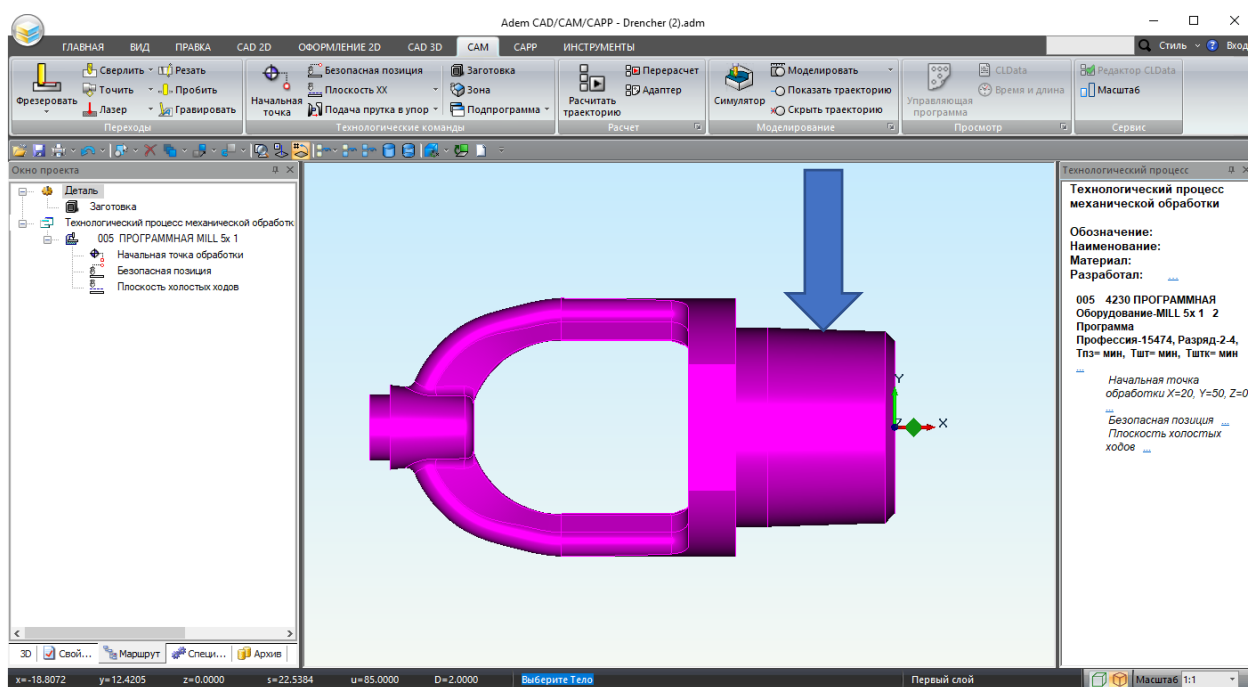 Adem CAD/CAM/CAPP - Drencher (2).adm
ГЛАВНАЯ ВИД ПРАВКА CAD 2D ОФОРМЛЕНИЕ 2D CAD 3D CAM CAPP ИНСТРУМЕНТЫ Стиль Вход
Фрезеровать
Сверлить Резать
Точить Пробить
Лазер Гравировать
Переходы
Начальная
точка
Безопасная позиция Заготовка
Плоскость ХХ Зона
Подача прутка в упор Подпрограмма
Технологические команды
Расчитать
траекторию
Перерасчет
Адаптер
Расчет
Симулятор
Моделировать
Показать траекторию
Скрыть траекторию
Моделирование
Управляющая
программа
CLData
Время и длина
Просмотр
Редактор CLData
Масштаб
Сервис
Окно проекта
Деталь
Заготовка
Технологический процесс механической обработк
005 ПРОГРАММНАЯ MILL 5x 1
Начальная точка обработки
Безопасная позиция
Плоскость холостых ходов
3D Свой... Маршрут Специ... Архив
Y
Z X
Технологический процесс
Технологический процесс
механической обработки
Обозначение:
Наименование:
Материал:
Разработал: ...
005 4230 ПРОГРАММНАЯ
Оборудование-MILL 5x 1 2
Программа
Профессия-15474, Разряд-2-4,
Тпз= мин, Тшт= мин, Тштк= мин
...
Начальная точка
обработки X=20, Y=50, Z=0
...
Безопасная позиция ...
Плоскость холостых
ходов ...
x=-18.8072 y=12.4205 z=0.0000 s=22.5384 u=85.0000 D=2.0000 Выберите Тело Первый слой Масштаб 1:1